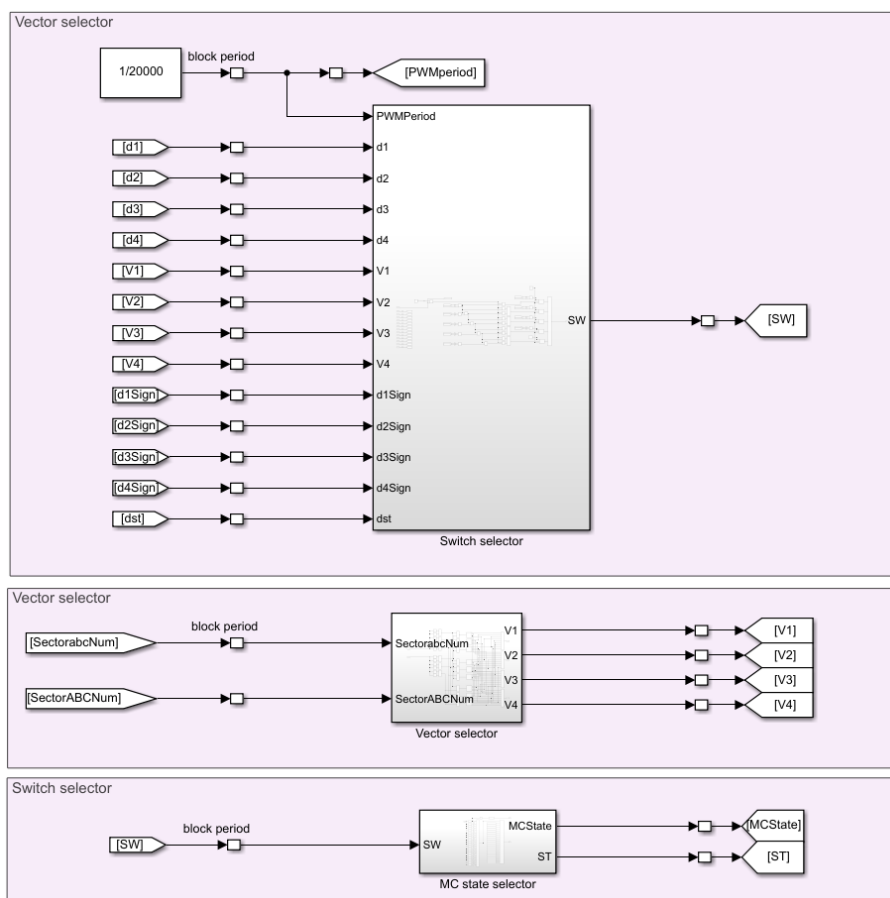 Vector selector
block period
1/20000
[PWMperiod]
PWMPeriod
[d1]
d1
[d2]
d2
[d3]
d3
[d4]
d4
[V1]
V1
[V2]
V2
SW
[SW]
[V3]
V3
[V4]
V4
[d1Sign]
d1Sign
[d2Sign]
d2Sign
[d3Sign]
d3Sign
[d4Sign]
d4Sign
[dst]
dst
Switch selector
Vector selector
block period
[SectorabcNum]
SectorabcNum
[SectorABCNum]
SectorABCNum
V1
[V1]
V2
[V2]
V3
[V3]
V4
[V4]
Vector selector
Switch selector
block period
[SW]
SW
MCState
[MCState]
ST
[ST]
MC state selector